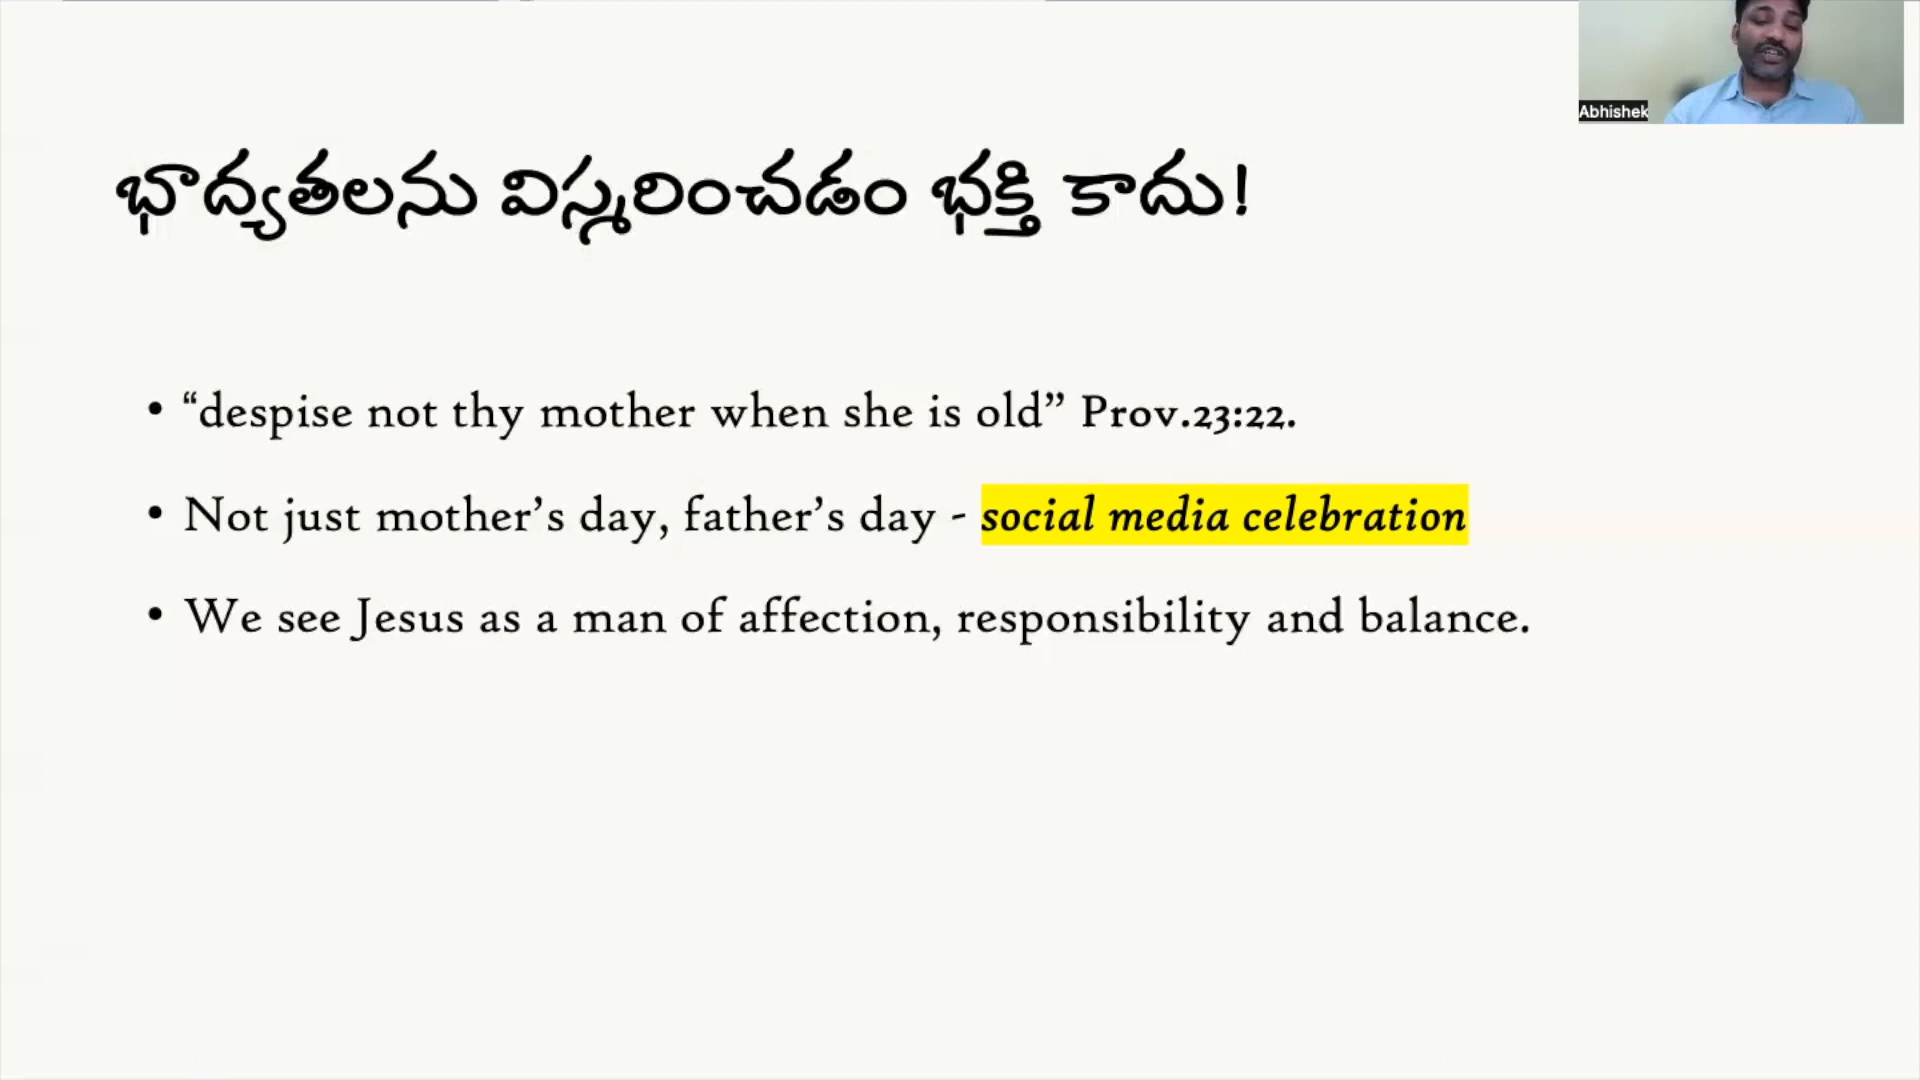 Abhishek
భాద్యతలను విస్మరించడం భక్తి కాదు!
• “despise not thy mother when she is old” Prov.23:22.
• Not just mother’s day, father’s day - social media celebration
• We see Jesus as a man of affection, responsibility and balance.